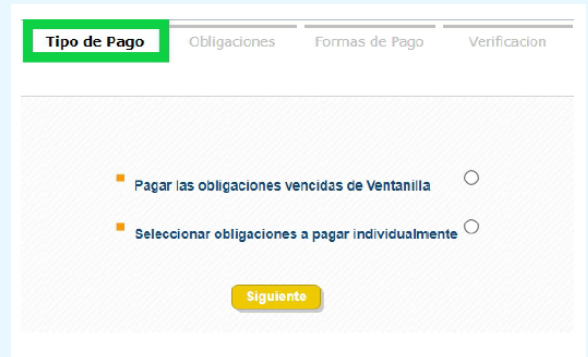 Tipo de Pago Obligaciones Formas de Pago Verificacion
Pagar las obligaciones vencidas de Ventanilla
Seleccionar obligaciones a pagar individualmente
Siguiente